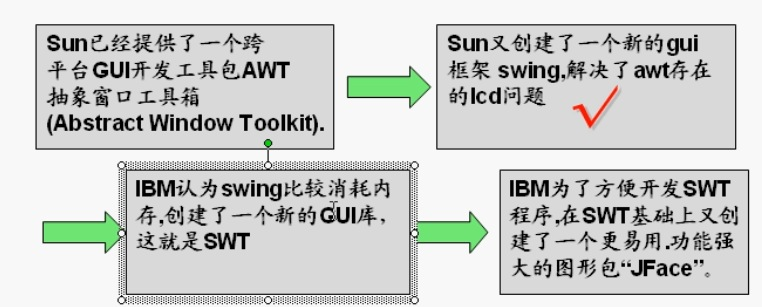 Sun已经提供了一个跨
平台GUI开发工具包AWT
抽象窗口工具箱
(Abstract Window Toolkit).
Sun又创建了一个新的gui
框架 swing,解决了awt存在
的lcd问题
IBM认为swing比较消耗内
存,创建了一个新的GUI库,
这就是SWT
IBM为了方便开发SWT
程序,在SWT基础上又创
建了一个更易用.功能强
大的图形包“JFace”。